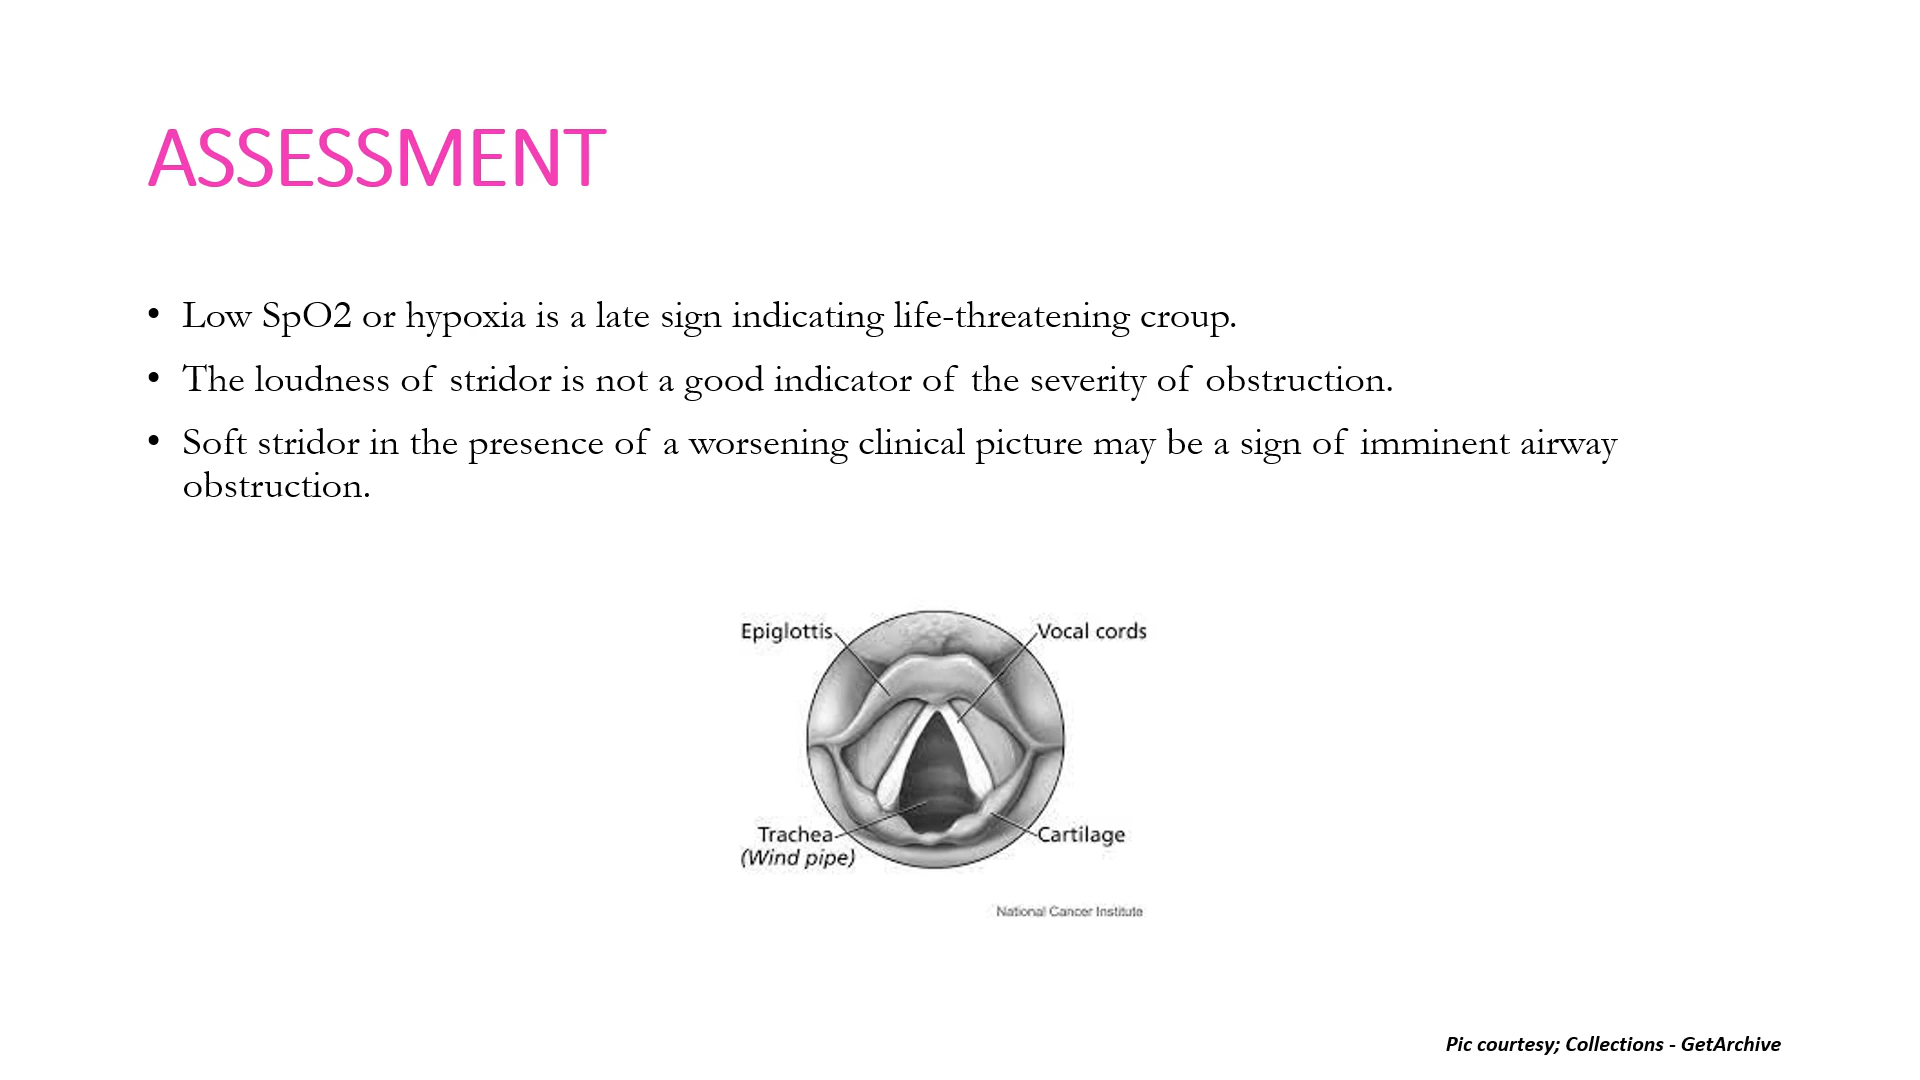 ASSESSMENT
• Low SpO2 or hypoxia is a late sign indicating life-threatening croup.
• The loudness of stridor is not a good indicator of the severity of obstruction.
• Soft stridor in the presence of a worsening clinical picture may be a sign of imminent airway
obstruction.
Epiglottis
Vocal cords
Trachea
(Wind pipe)
Cartilage
National Cancer Institute
Pic courtesy; Collections - GetArchive